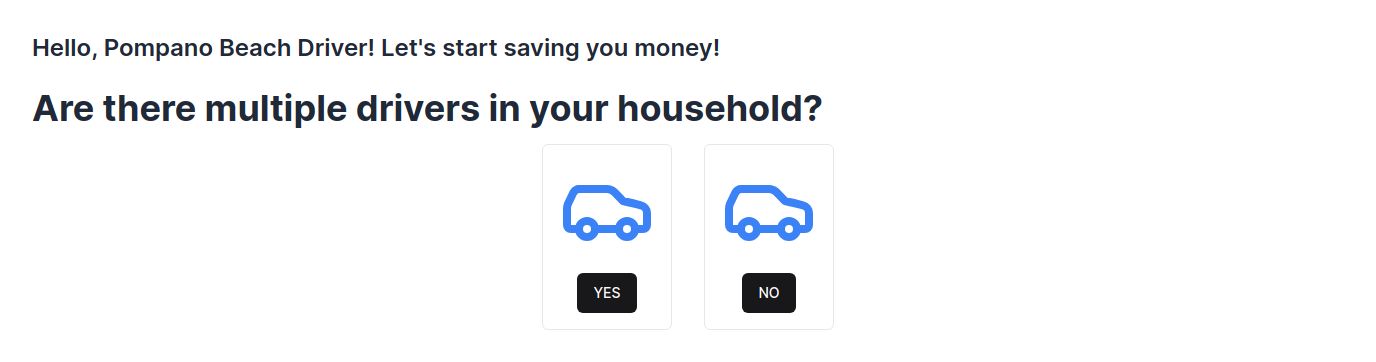 Hello, Pompano Beach Driver! Let's start saving you money!
Are there multiple drivers in your household?
YES
NO